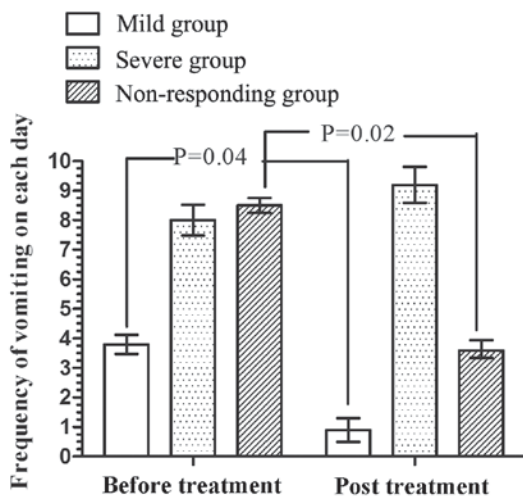 Mild group
Severe group
Non-responding group
Frequency of vomiting on each day
10
9
8
7
6
5
4
3
2
1
0
P=0.04
P=0.02
Before treatment
Post treatment